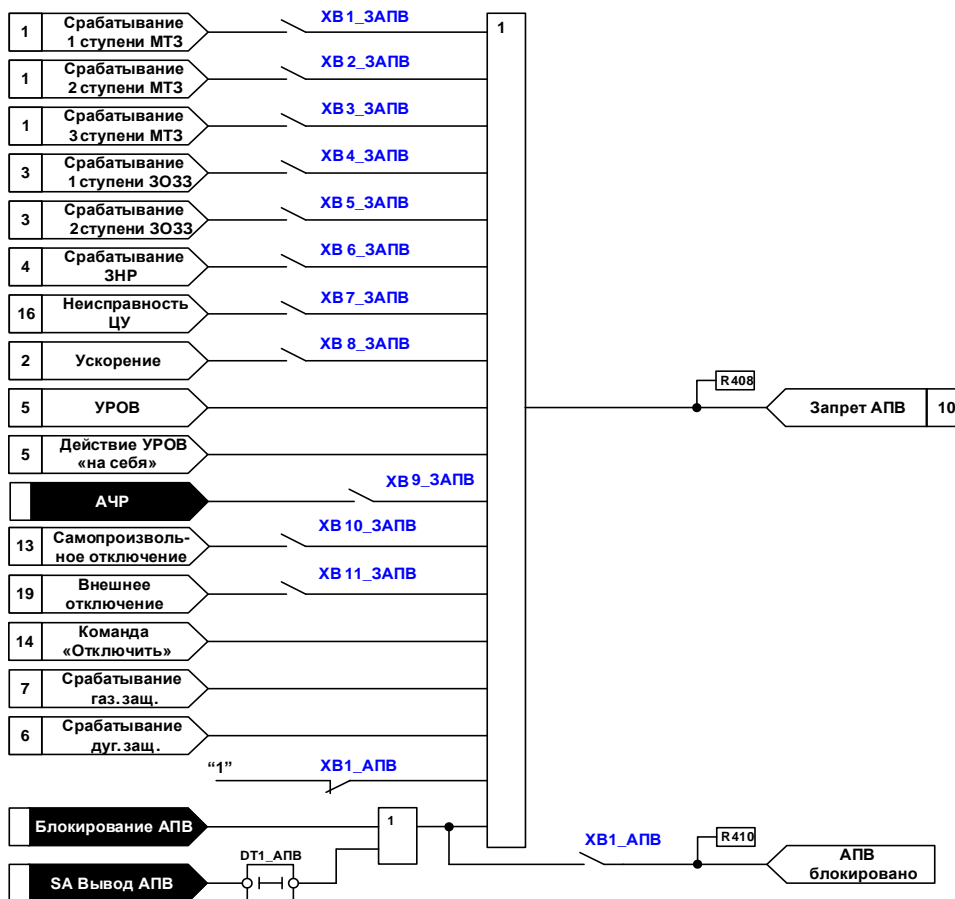 1
Срабатывание
1 ступени МТЗ
ХВ1_ЗАПВ
1
1
Срабатывание
2 ступени МТЗ
ХВ2_ЗАПВ
1
Срабатывание
3 ступени МТЗ
ХВ3_ЗАПВ
3
Срабатывание
1 ступени ЗОЗЗ
ХВ4_ЗАПВ
3
Срабатывание
2 ступени ЗОЗЗ
ХВ5_ЗАПВ
4
Срабатывание
ЗНР
ХВ6_ЗАПВ
16
Неисправность
ЦУ
ХВ7_ЗАПВ
2
Ускорение
ХВ8_ЗАПВ
5
УРОВ
R408
Запрет АПВ
10
5
Действие УРОВ
«на себя»
АЧР
ХВ9_ЗАПВ
13
Самопроизволь-
ное отключение
ХВ10_ЗАПВ
19
Внешнее
отключение
ХВ11_ЗАПВ
14
Команда
«Отключить»
7
Срабатывание
газ. защ.
6
Срабатывание
дуг. защ.
“1”
ХВ1_АПВ
Блокирование АПВ
1
ХВ1_АПВ
R410
АПВ
блокировано
SA Вывод АПВ
DT1_АПВ